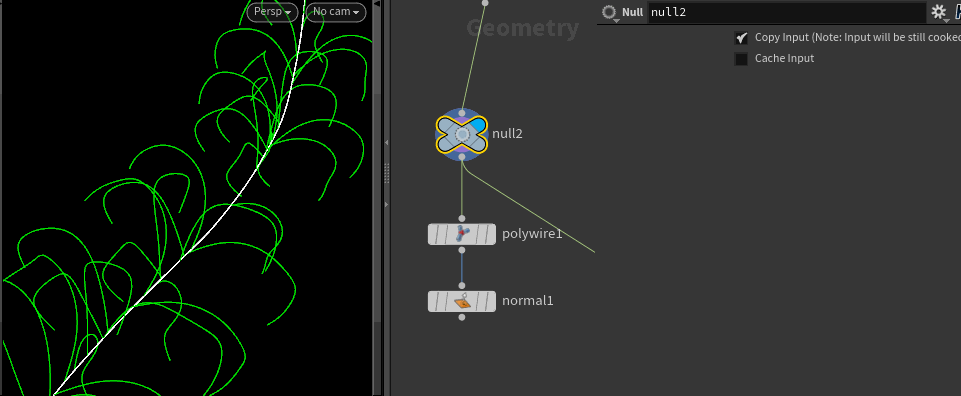 Persp
No cam
Geometry
Null null2
Copy Input (Note: Input will be still cooked
Cache Input
null2
polywire1
normal1